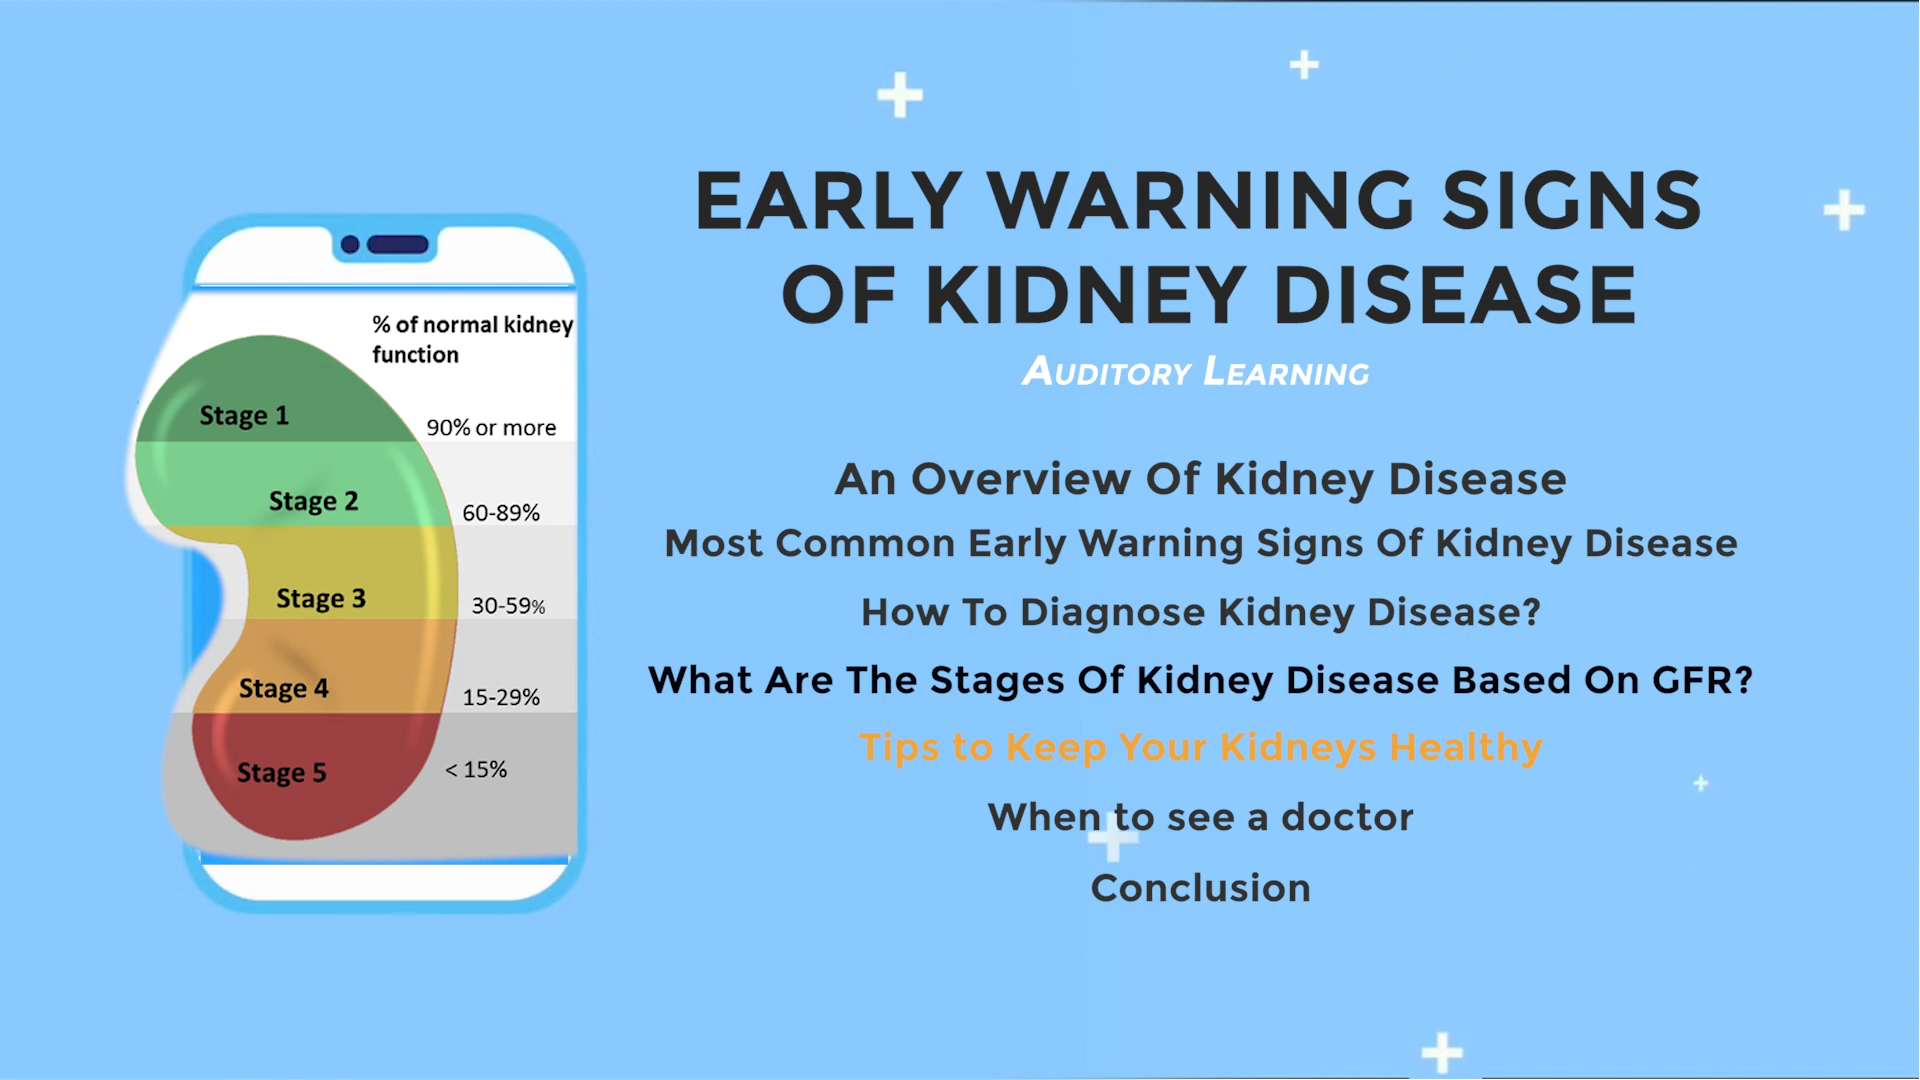 EARLY WARNING SIGNS
OF KIDNEY DISEASE
AUDITORY LEARNING
An Overview Of Kidney Disease
Most Common Early Warning Signs Of Kidney Disease
How To Diagnose Kidney Disease?
What Are The Stages Of Kidney Disease Based On GFR?
Tips to Keep Your Kidneys Healthy
When to see a doctor
Conclusion
% of normal kidney
function
Stage 1
90% or more
Stage 2
60-89%
Stage 3
30-59%
Stage 4
15-29%
Stage 5
< 15%